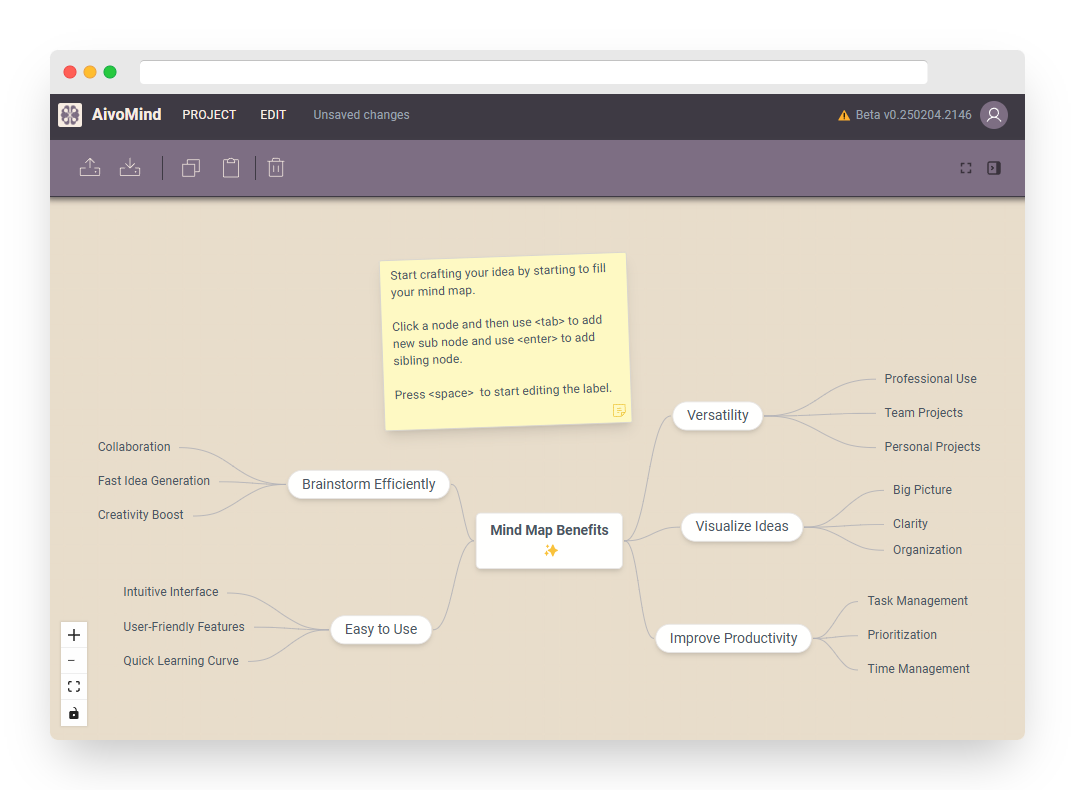 AivoMind PROJECT EDIT Unsaved changes Beta v0.250204.2146
Start crafting your idea by starting to fill
your mind map.
Click a node and then use <tab> to add
new sub node and use <enter> to add
sibling node.
Press <space>  to start editing the label.
Collaboration
Fast Idea Generation
Creativity Boost
Brainstorm Efficiently
Intuitive Interface
User-Friendly Features
Quick Learning Curve
Easy to Use
Mind Map Benefits
✨
Versatility
Professional Use
Team Projects
Personal Projects
Visualize Ideas
Big Picture
Clarity
Organization
Improve Productivity
Task Management
Prioritization
Time Management